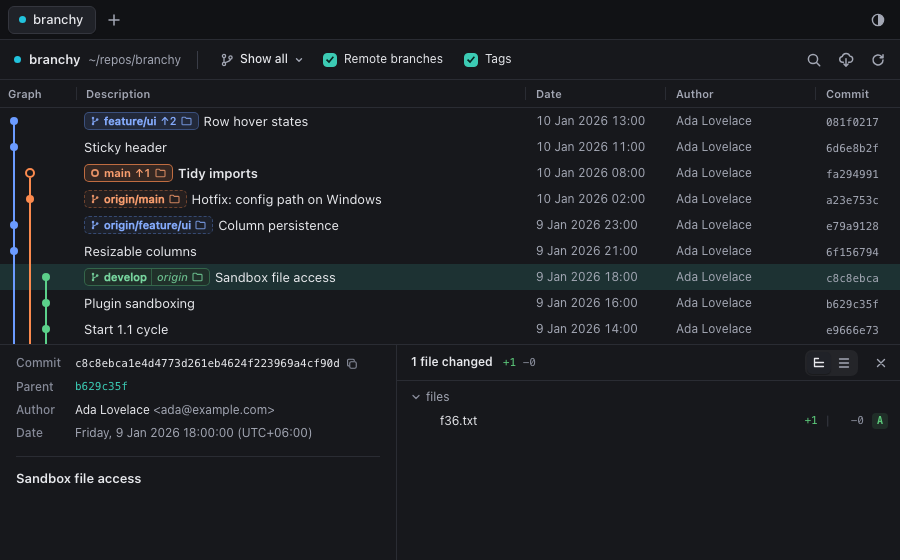 branchy
branchy ~/repos/branchy Show all Remote branches Tags
Graph Description Date Author Commit
feature/ui ↑2 Row hover states 10 Jan 2026 13:00 Ada Lovelace 081f0217
Sticky header 10 Jan 2026 11:00 Ada Lovelace 6d6e8b2f
main ↑1 Tidy imports 10 Jan 2026 08:00 Ada Lovelace fa294991
origin/main Hotfix: config path on Windows 10 Jan 2026 02:00 Ada Lovelace a23e753c
origin/feature/ui Column persistence 9 Jan 2026 23:00 Ada Lovelace e79a9128
Resizable columns 9 Jan 2026 21:00 Ada Lovelace 6f156794
develop origin Sandbox file access 9 Jan 2026 18:00 Ada Lovelace c8c8ebca
Plugin sandboxing 9 Jan 2026 16:00 Ada Lovelace b629c35f
Start 1.1 cycle 9 Jan 2026 14:00 Ada Lovelace e9666e73
Commit c8c8ebca1e4d4773d261eb4624f223969a4cf90d
Parent b629c35f
Author Ada Lovelace <ada@example.com>
Date Friday, 9 Jan 2026 18:00:00 (UTC+06:00)
Sandbox file access
1 file changed +1 −0
files
f36.txt +1 | −0 A